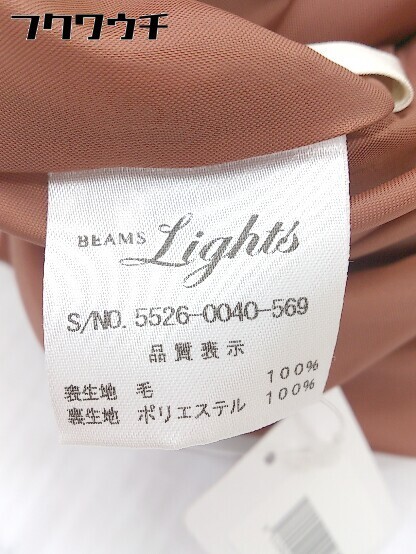 フクワウチ
BEAMS Lights
S/NO. 5526-0040-569
品質表示
表生地 毛 100%
裏生地 ポリエステル 100%